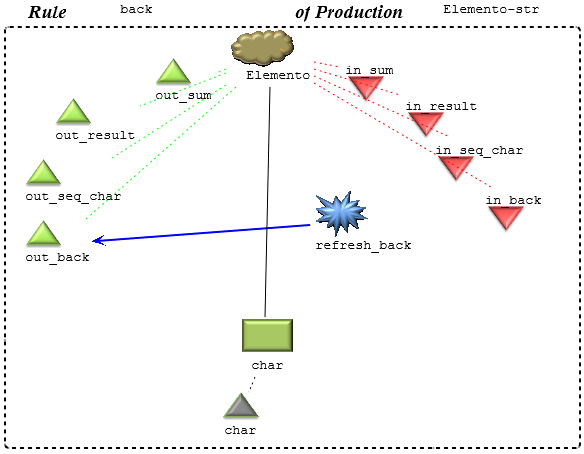 Rule back of Production Elemento-str
Elemento
in_sum
out_sum
in_result
out_result
in_seq_char
out_seq_char
in_back
refresh_back
out_back
char
char